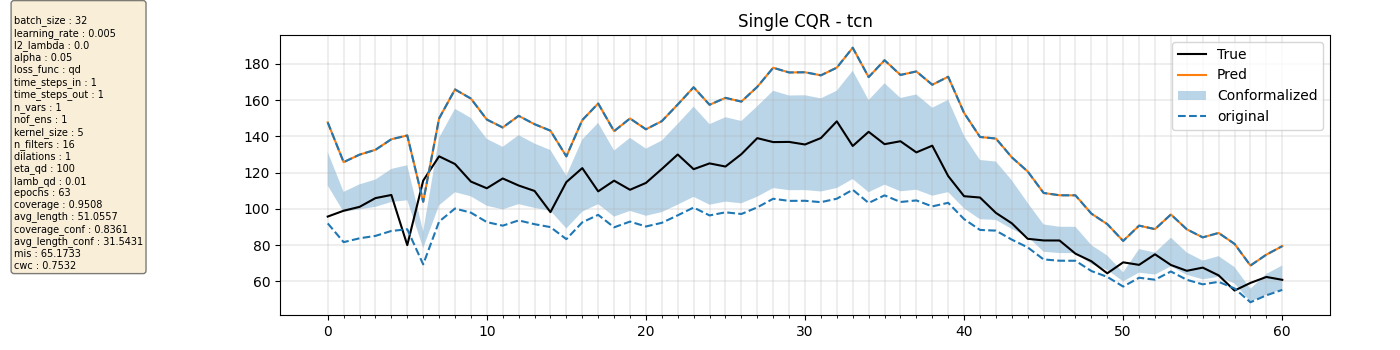 batch_size : 32
learning_rate : 0.005
l2_lambda : 0.0
alpha : 0.05
loss_func : qd
time_steps_in : 1
time_steps_out : 1
n_vars : 1
nof_ens : 1
kernel_size : 5
n_filters : 16
dilations : 1
eta_qd : 100
lamb_qd : 0.01
epochs : 63
coverage : 0.9508
avg_length : 51.0557
coverage_conf : 0.8361
avg_length_conf : 31.5431
mis : 65.1733
cwc : 0.7532
Single CQR - tcn
True
Pred
Conformalized
original
180
160
140
120
100
80
60
0 10 20 30 40 50 60